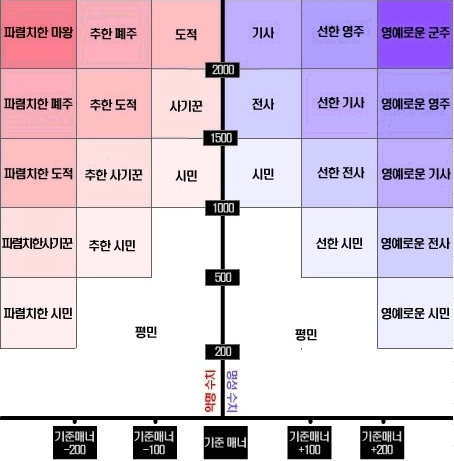 파렴치한 마왕 추한 폐주 도적 기사 선한 영주 영예로운 군주
2000
파렴치한 폐주 추한 도적 사기꾼 전사 선한 기사 영예로운 영주
1500
파렴치한 도적 추한 사기꾼 시민 시민 선한 전사 영예로운 기사
1000
파렴치한사기꾼 추한 시민 선한 시민 영예로운 전사
500
파렴치한 시민 영예로운 시민
평민 평민
200
악명 수치 명성 수치
기준매너 기준매너 기준 매너 기준매너 기준매너
-200 -100 +100 +200